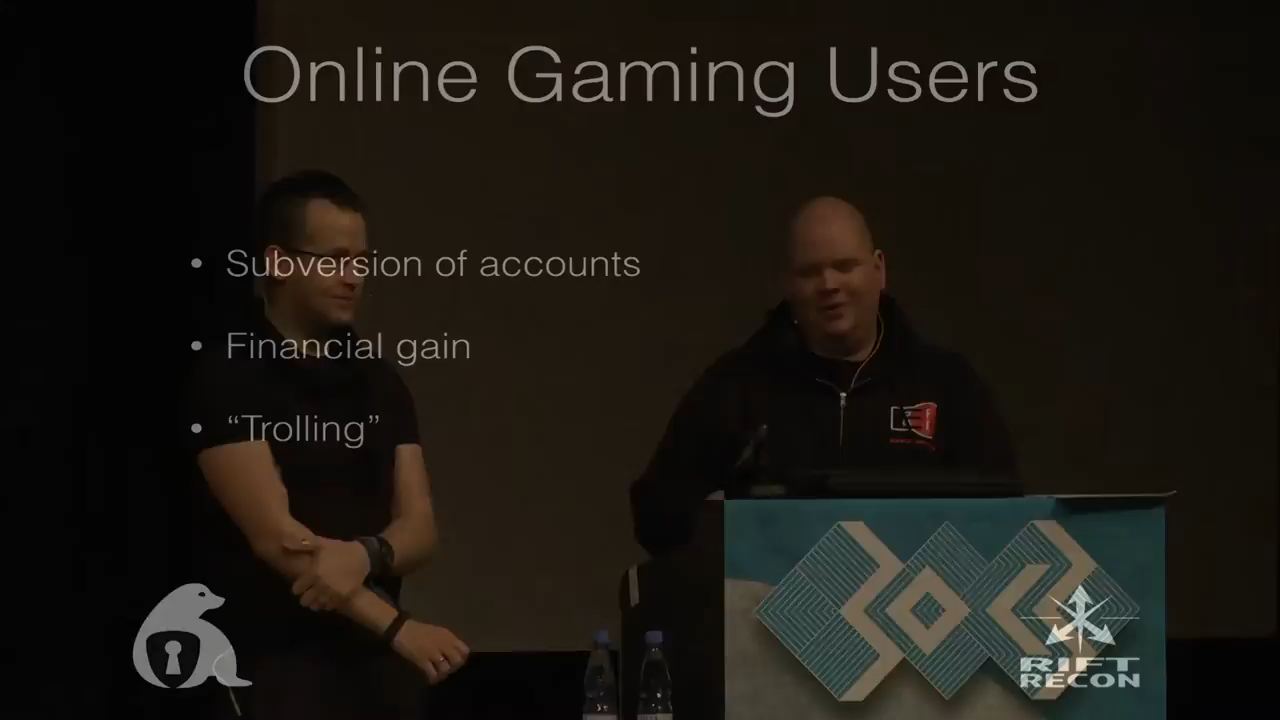 Online Gaming Users
• Subversion of accounts
• Financial gain
• “Trolling”
RIFT
RECON